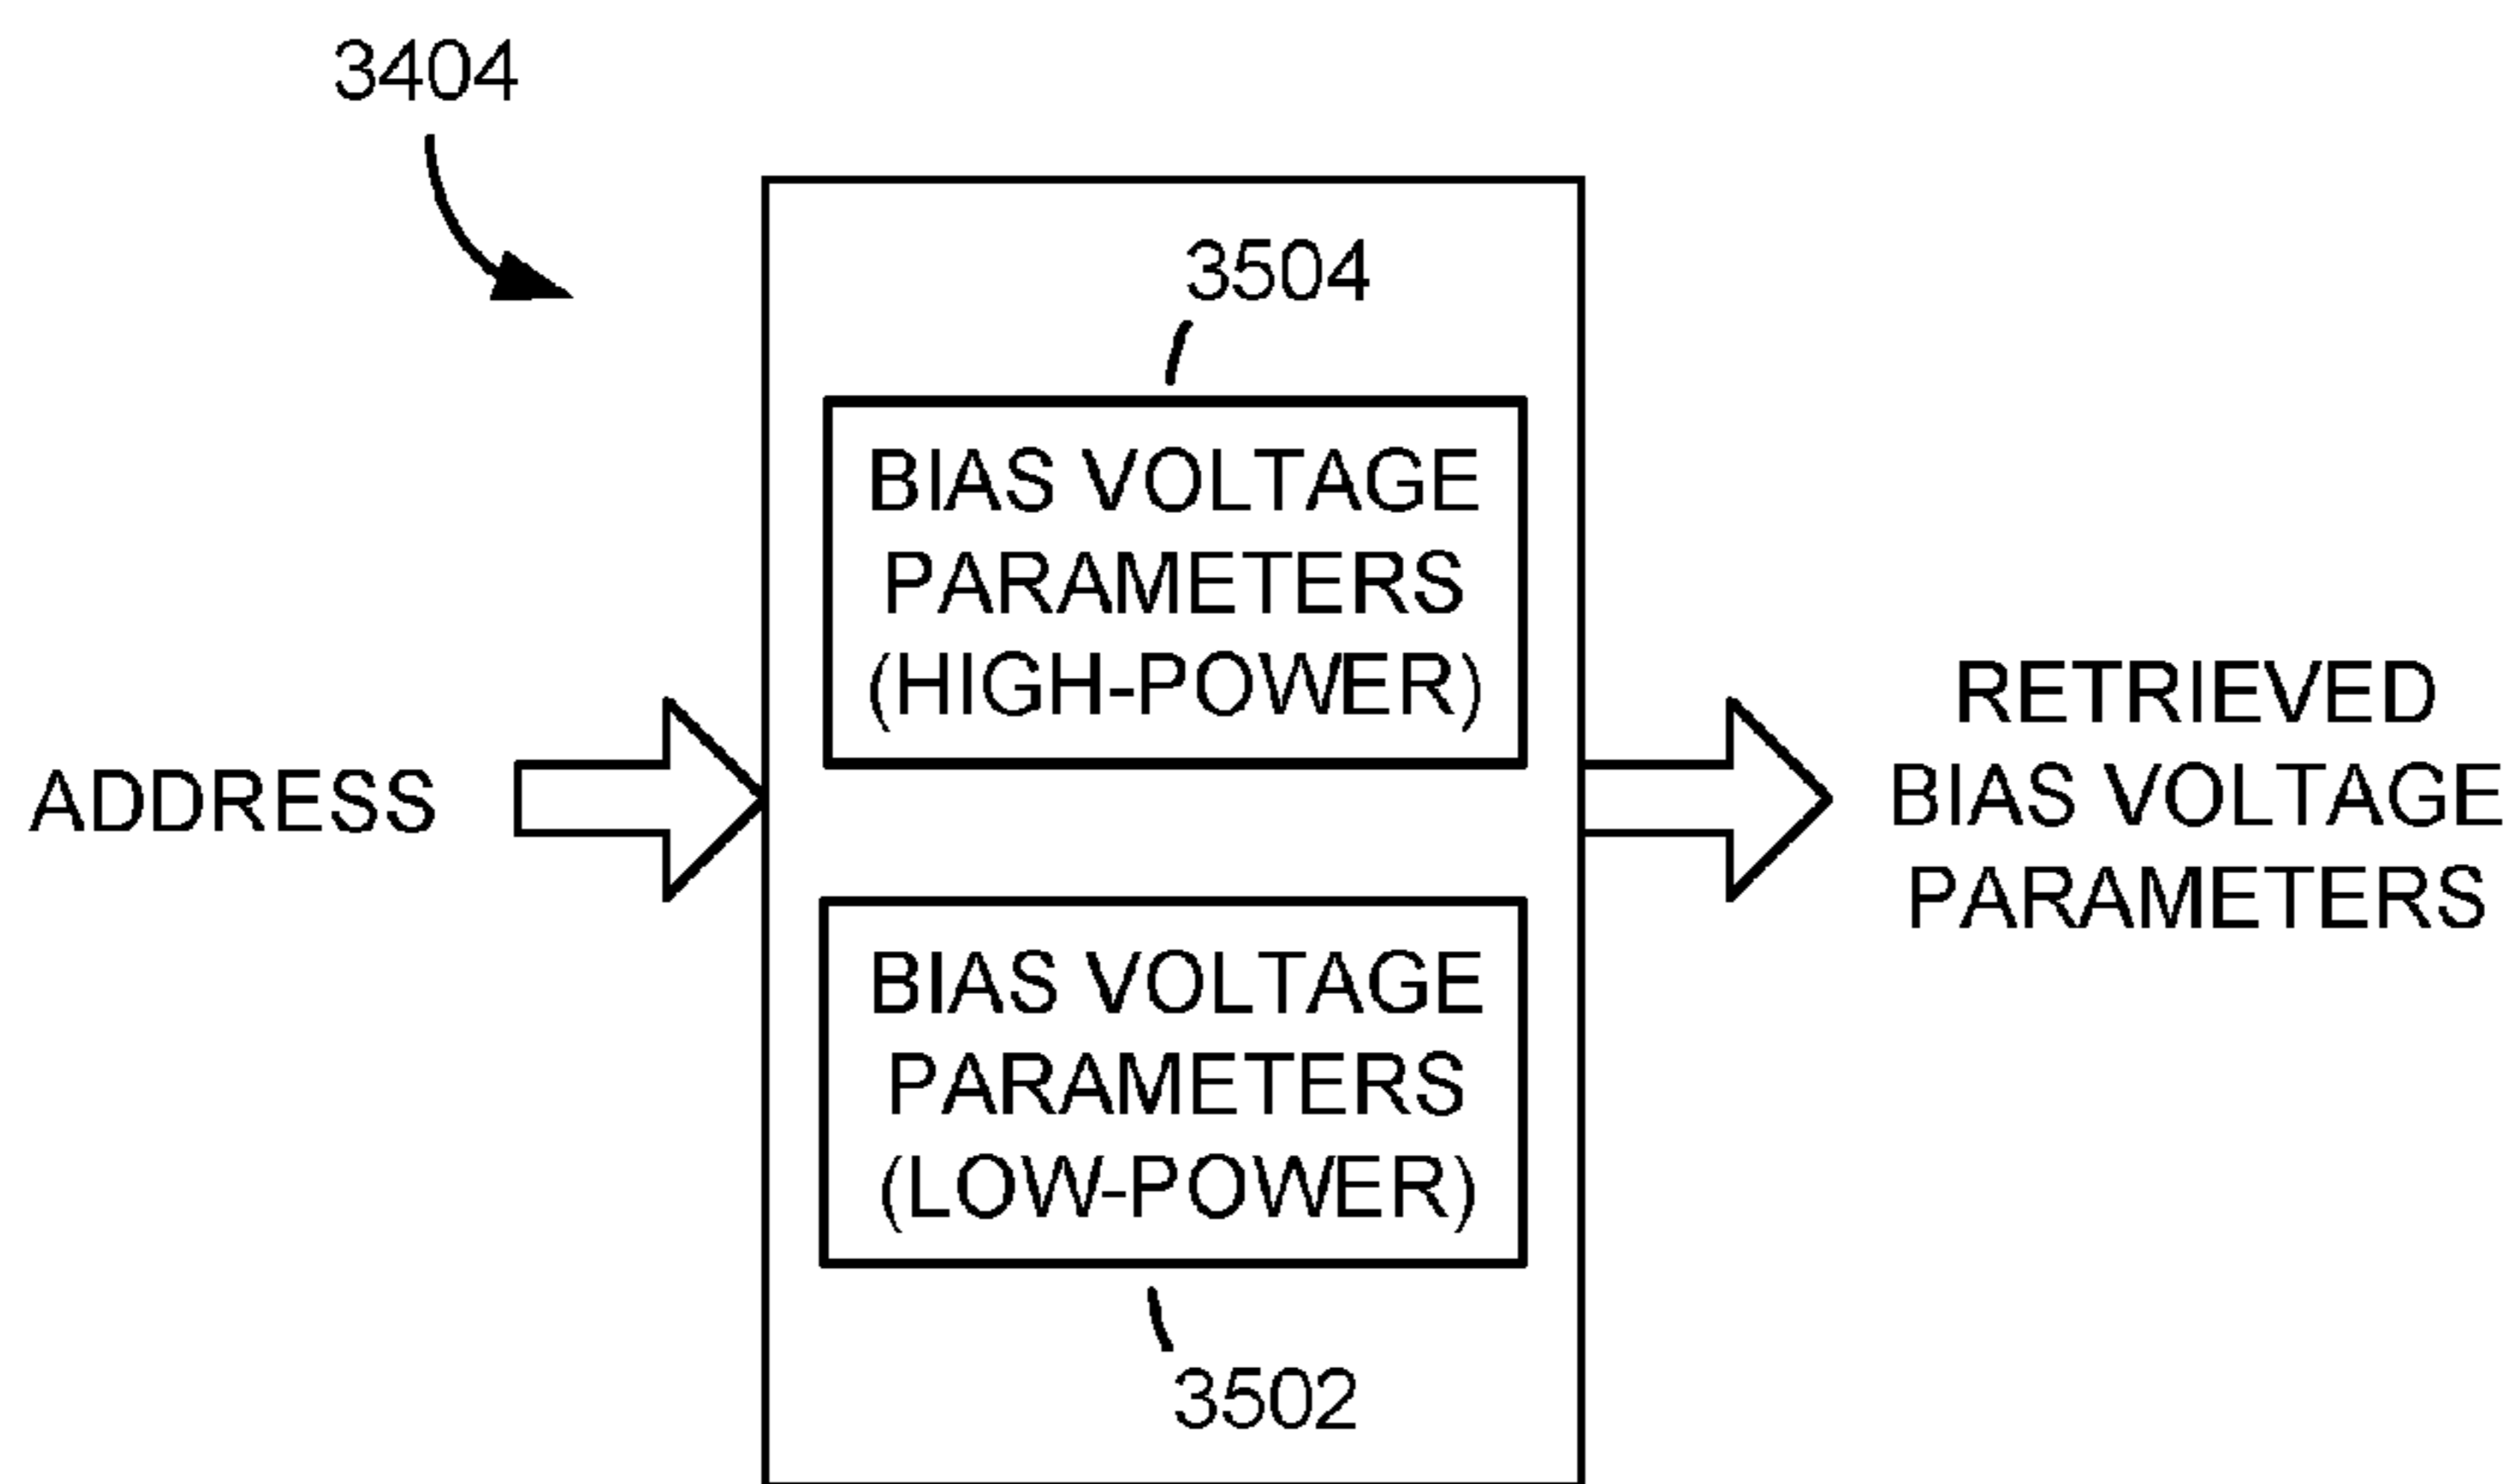 3404
3504
BIAS VOLTAGE
PARAMETERS
(HIGH-POWER)
ADDRESS
RETRIEVED
BIAS VOLTAGE
PARAMETERS
BIAS VOLTAGE
PARAMETERS
(LOW-POWER)
3502